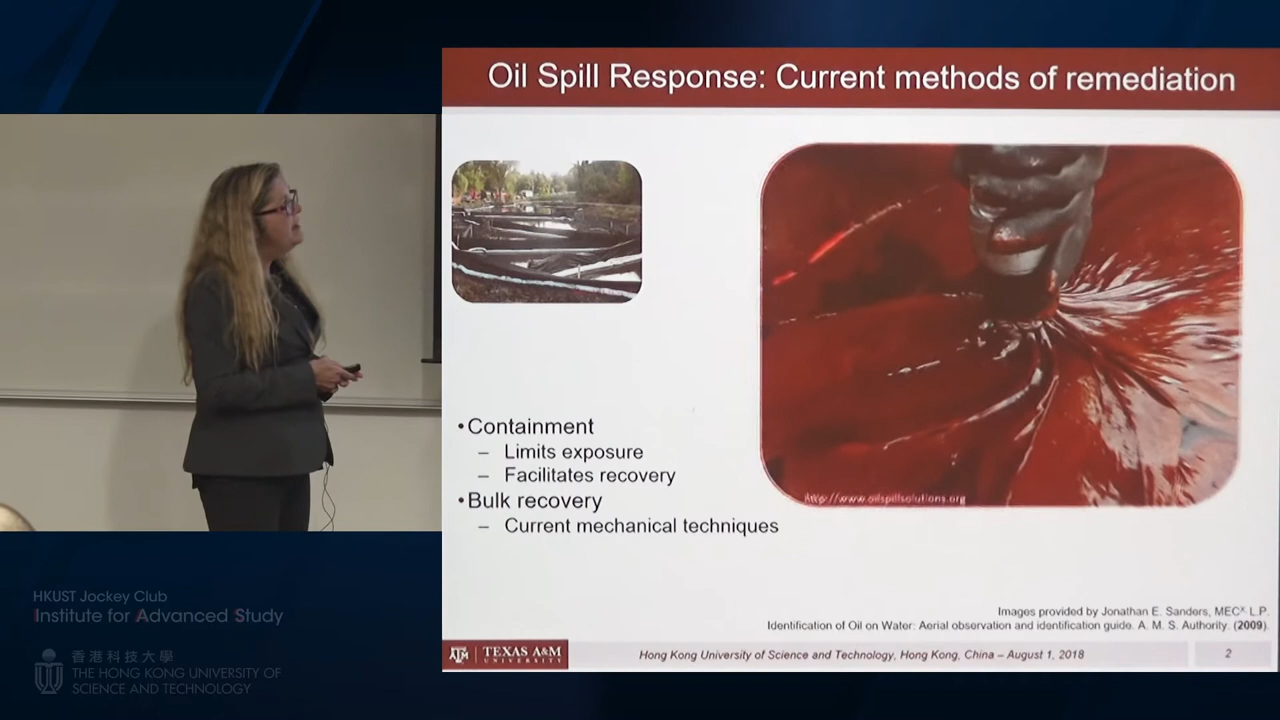 Oil Spill Response: Current methods of remediation
•Containment
– Limits exposure
– Facilitates recovery
•Bulk recovery
– Current mechanical techniques
http://www.oilspillsolutions.org
Images provided by Jonathan E. Sanders, MECX, L.P.
Identification of Oil on Water: Aerial observation and identification guide. A. M. S. Authority. (2009).
ATM
TEXAS A&M
UNIVERSITY
Hong Kong University of Science and Technology, Hong Kong, China – August 1, 2018
2
HKUST Jockey Club
Institute for Advanced Study
香港科技大學
THE HONG KONG UNIVERSITY OF
SCIENCE AND TECHNOLOGY